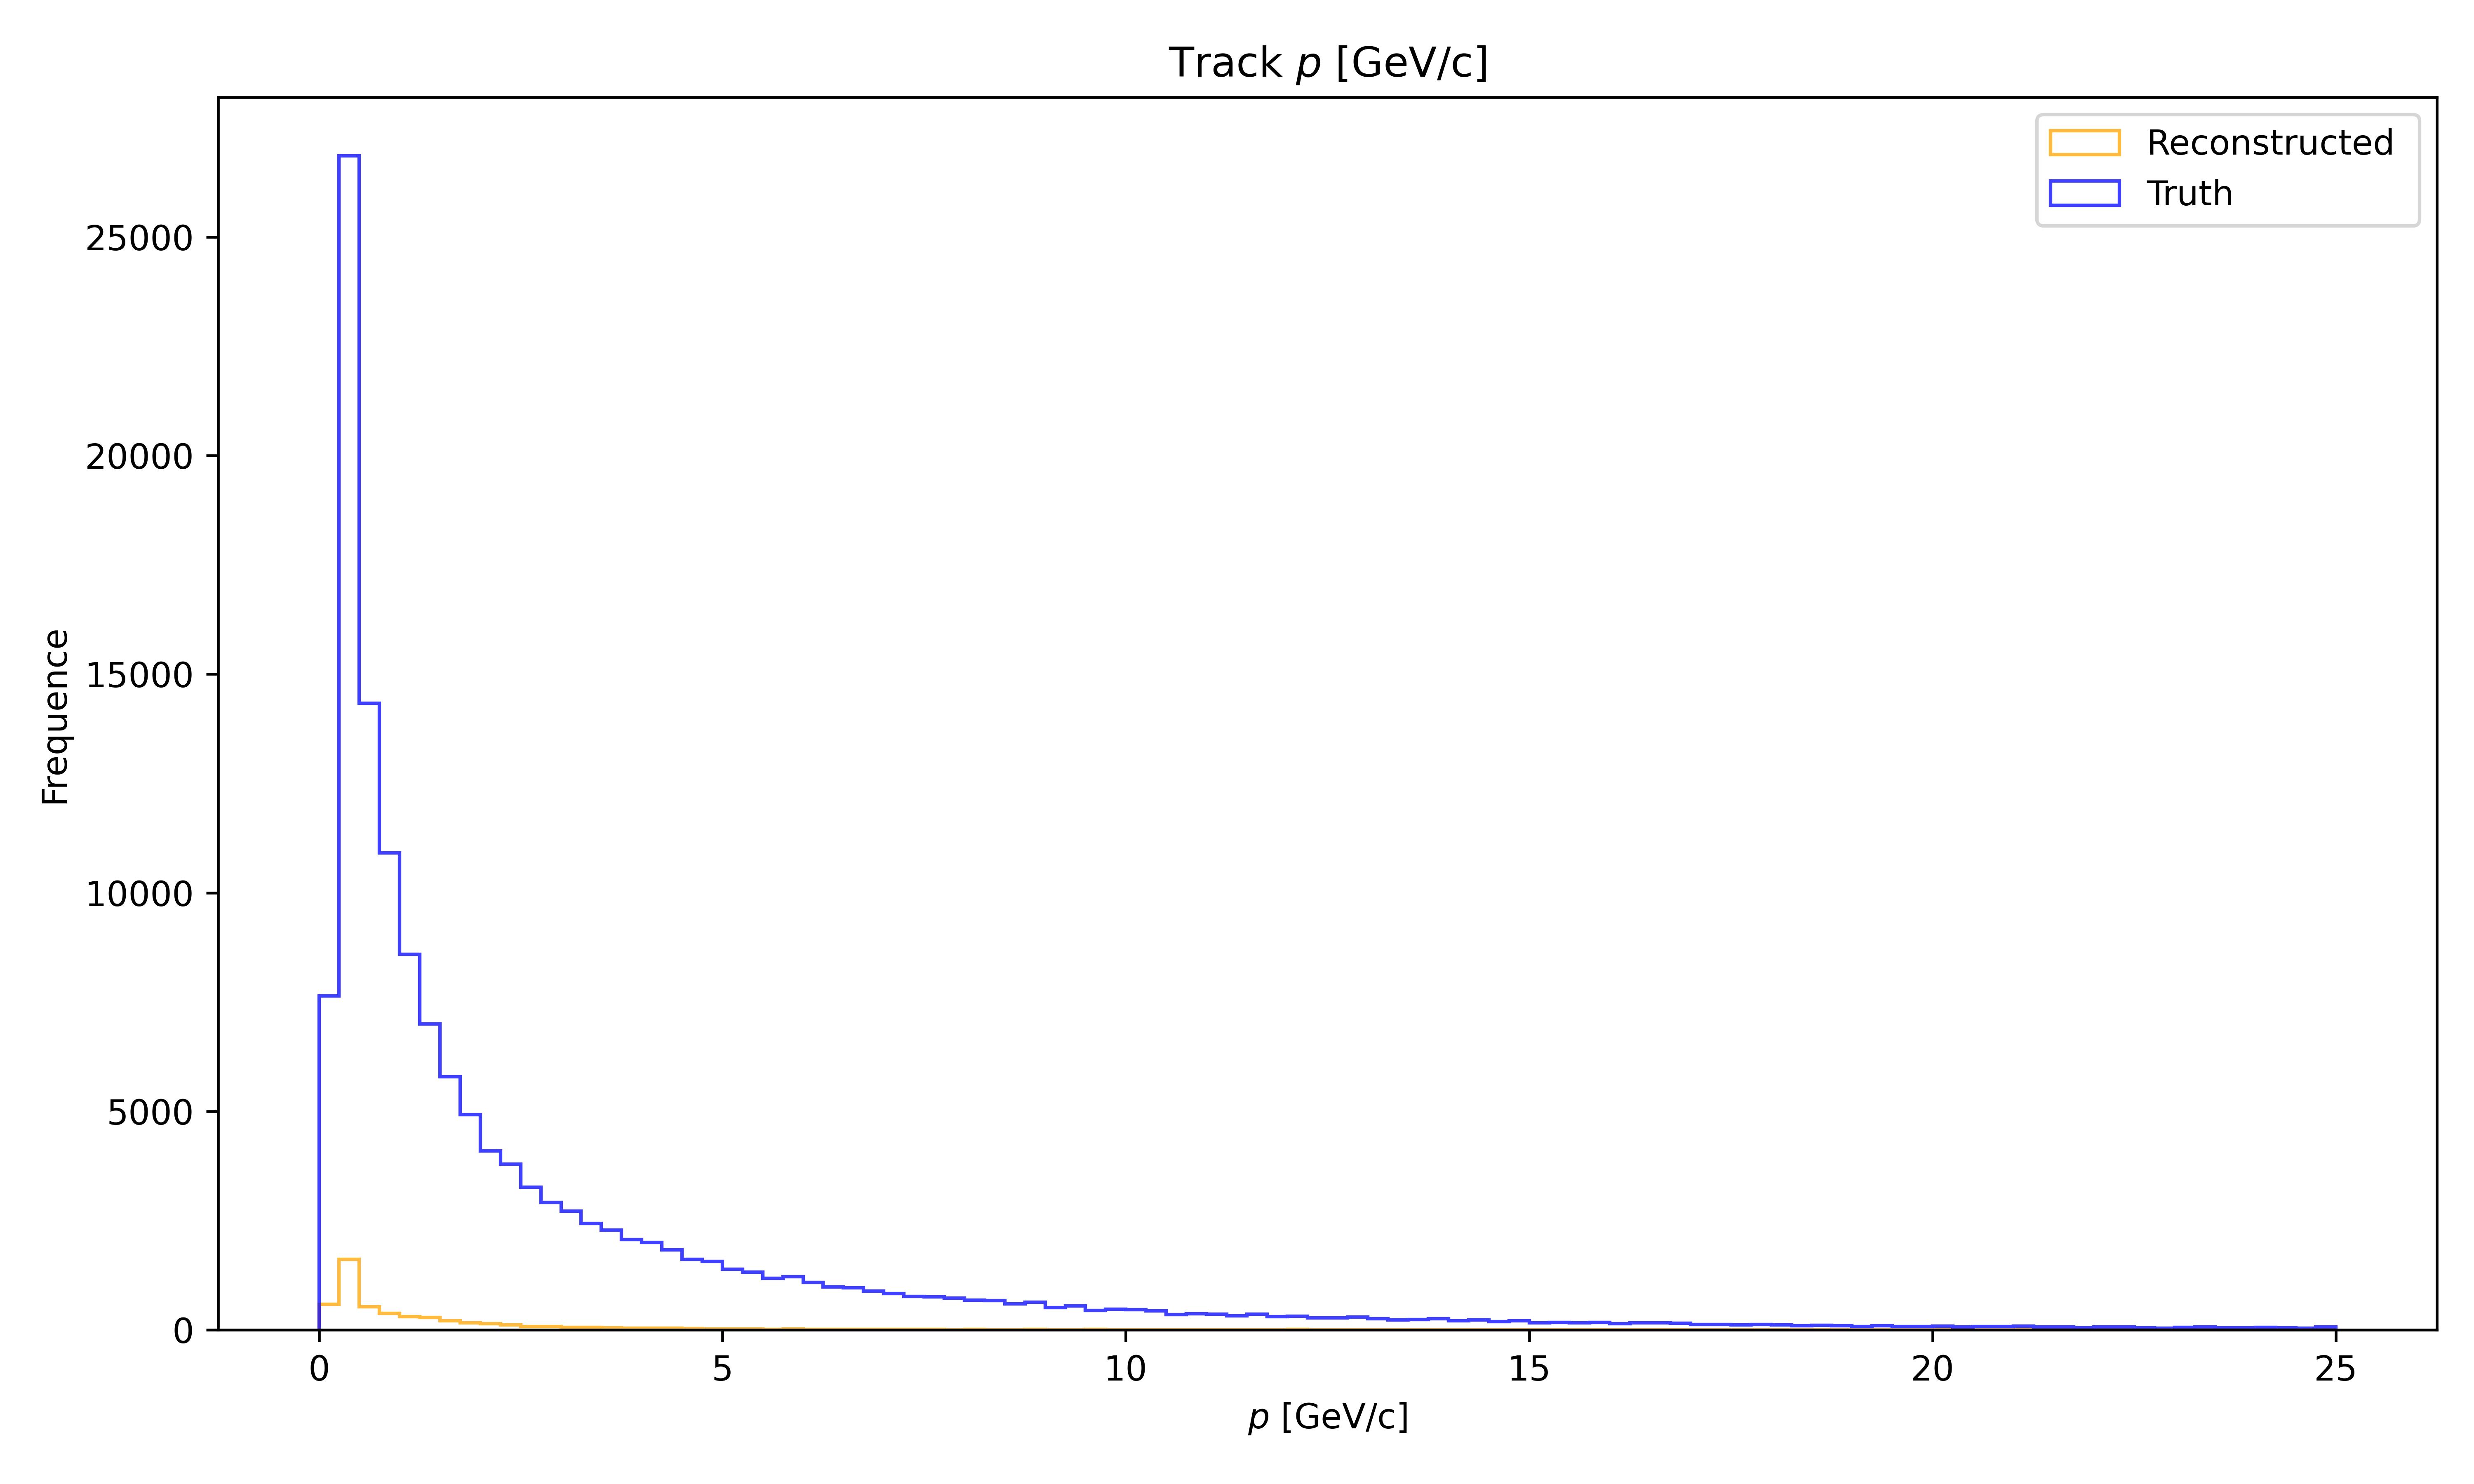 Track p [GeV/c]
Reconstructed
Truth
Frequence
25000
20000
15000
10000
5000
0
0 5 10 15 20 25
p [GeV/c]